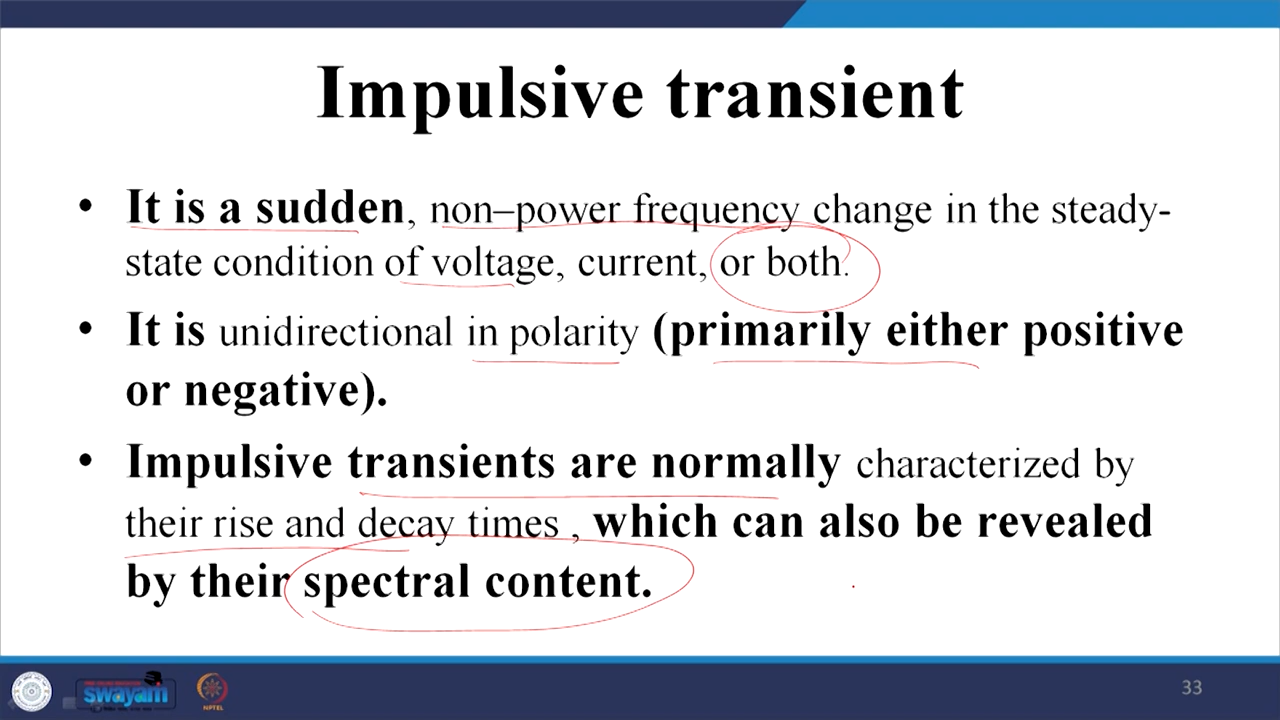 Impulsive transient
• It is a sudden, non–power frequency change in the steady-
state condition of voltage, current, or both.
• It is unidirectional in polarity (primarily either positive
or negative).
• Impulsive transients are normally characterized by
their rise and decay times , which can also be revealed
by their spectral content.
swayam
NPTEL
33